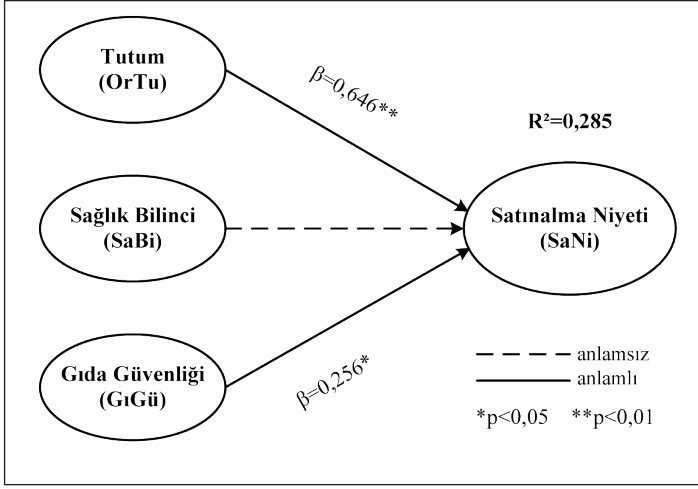 Tutum
(OrTu)
β=0,646**
R²=0,285
Sağlık Bilinci
(SaBi)
Satınalma Niyeti
(SaNi)
Gıda Güvenliği
(GıGü)
β=0,256*
anlamsız
anlamlı
*p<0,05 **p<0,01